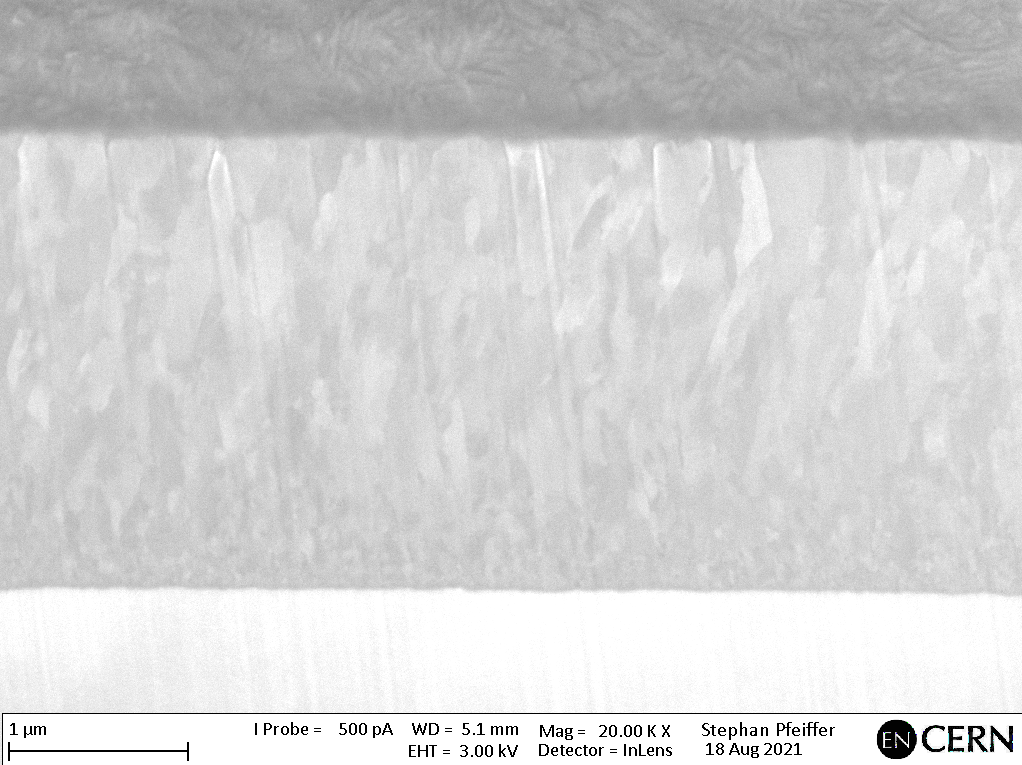 1 µm
I Probe = 500 pA
WD = 5.1 mm
EHT = 3.00 kV
Mag = 20.00 K X
Detector = InLens
Stephan Pfeiffer
18 Aug 2021
EN CERN